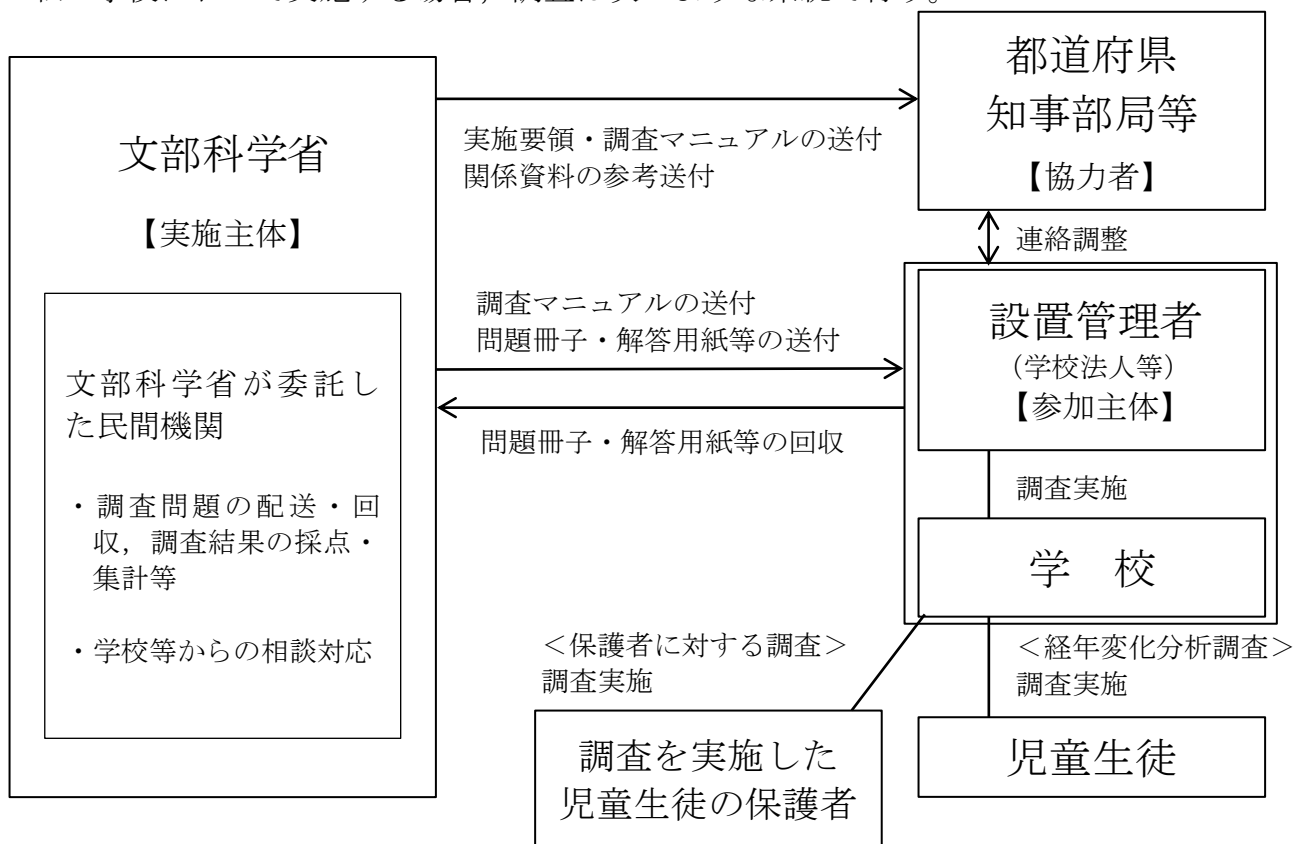 文部科学省
【実施主体】
文部科学省が委託し
た民間機関
・調査問題の配送・回
収，調査結果の採点・
集計等
・学校等からの相談対応
実施要領・調査マニュアルの送付
関係資料の参考送付
調査マニュアルの送付
問題冊子・解答用紙等の送付
問題冊子・解答用紙等の回収
都道府県
知事部局等
【協力者】
連絡調整
設置管理者
（学校法人等）
【参加主体】
調査実施
学　校
＜保護者に対する調査＞
調査実施
＜経年変化分析調査＞
調査実施
調査を実施した
児童生徒の保護者
児童生徒